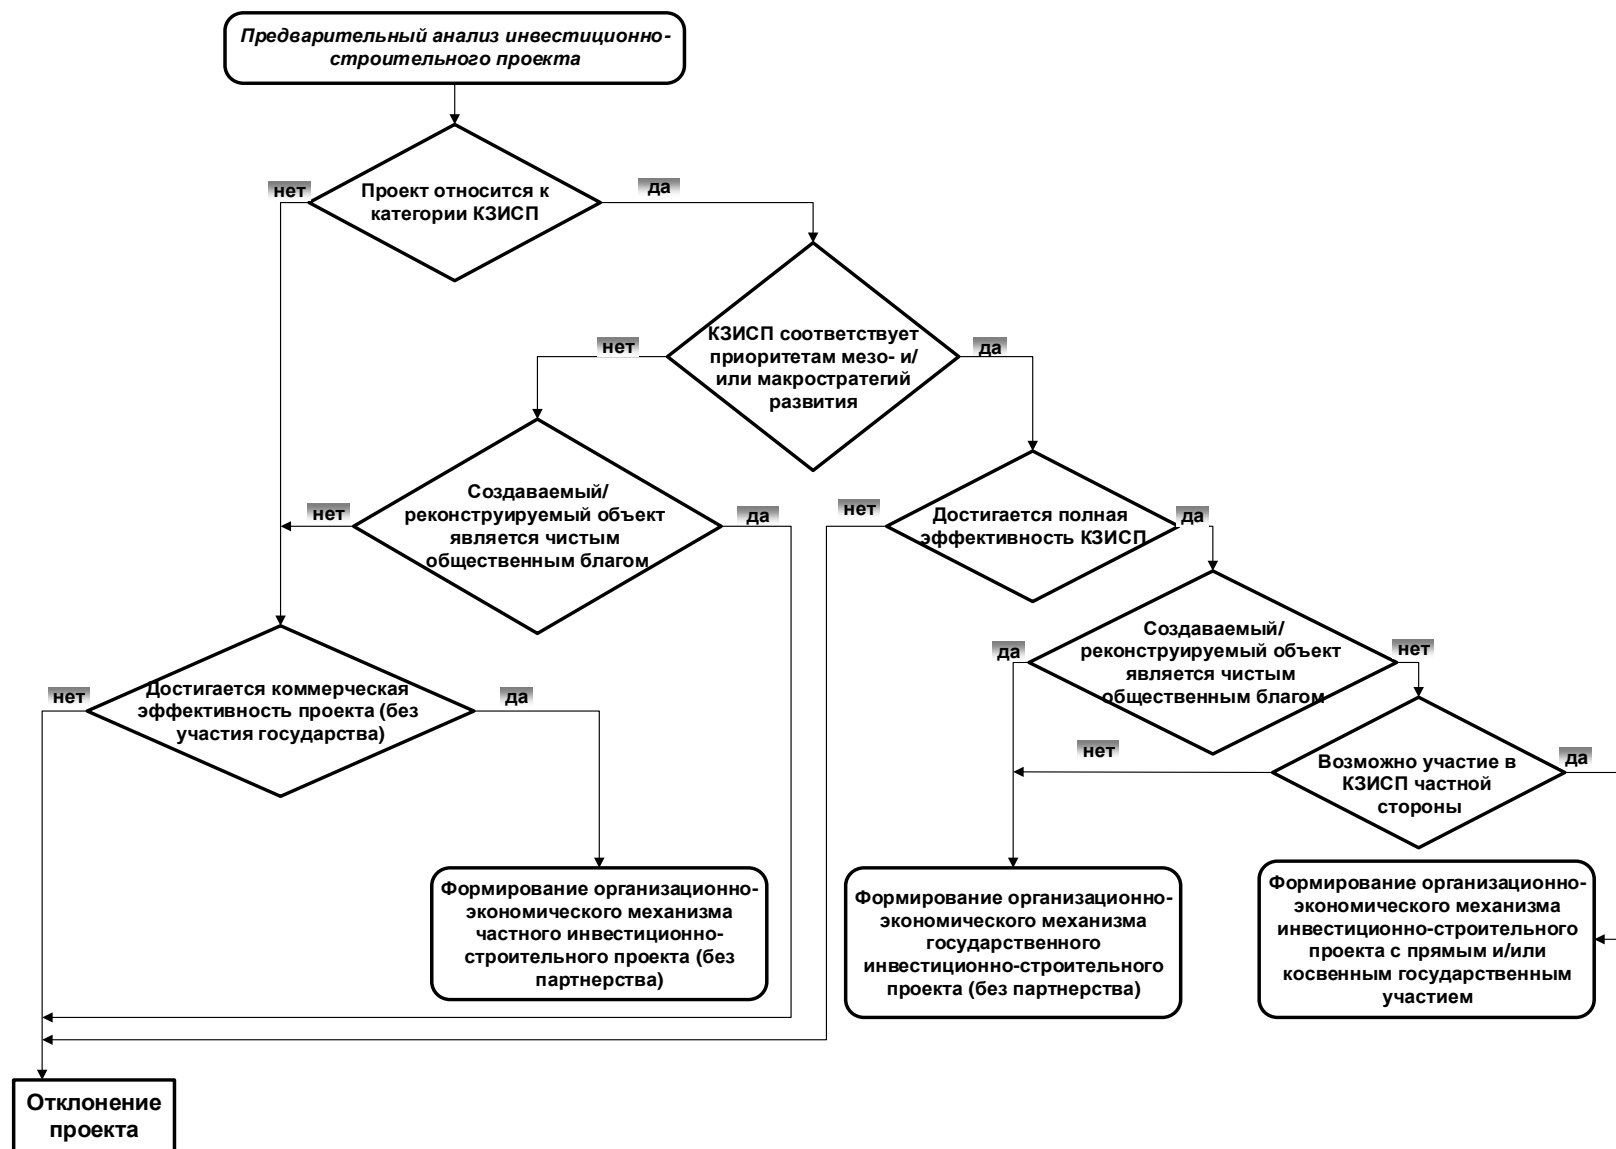 Предварительный анализ инвестиционно-
строительного проекта
нет
да
Проект относится к
категории КЗИСП
КЗИСП соответствует
приоритетам мезо- и/
или макростратегий
развития
нет
да
Создаваемый/
реконструируемый объект
является чистым
общественным благом
нет
да
нет
Достигается полная
эффективность КЗИСП
да
Создаваемый/
реконструируемый объект
является чистым
общественным благом
да
нет
нет
Достигается коммерческая
эффективность проекта (без
участия государства)
да
нет
Возможно участие в
КЗИСП частной
стороны
да
Формирование организационно-
экономического механизма
частного инвестиционно-
строительного проекта (без
партнерства)
Формирование организационно-
экономического механизма
государственного
инвестиционно-строительного
проекта (без партнерства)
Формирование организационно-
экономического механизма
инвестиционно-строительного
проекта с прямым и/или
косвенным государственным
участием
Отклонение
проекта